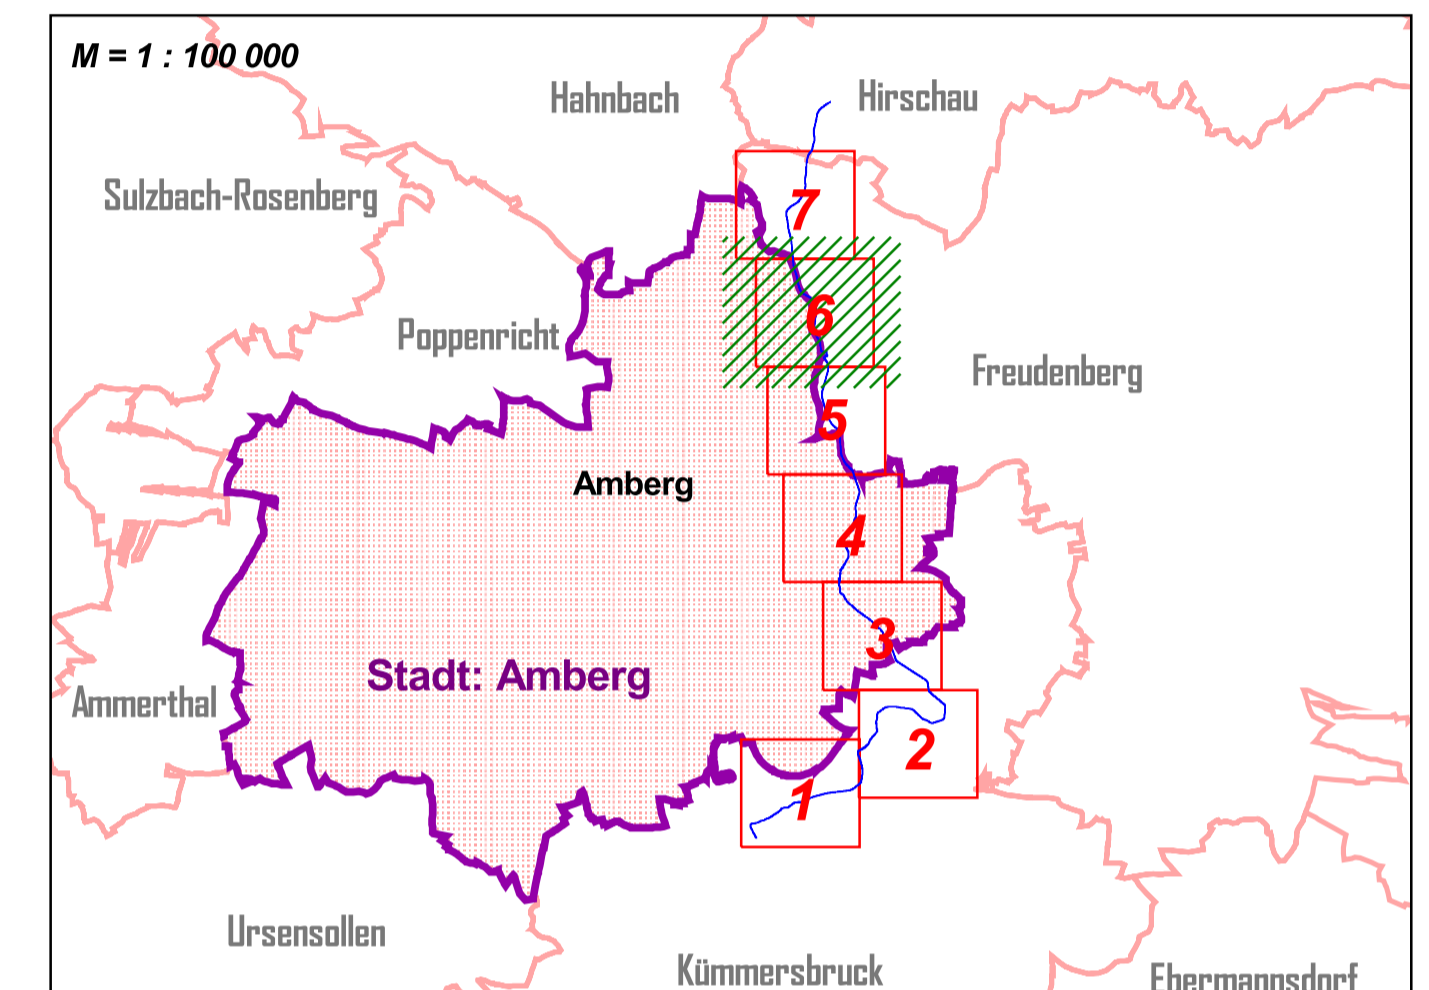 M = 1 : 100 000
Hahnbach
Hirschau
Sulzbach-Rosenberg
7
6
Poppenricht
Freudenberg
5
Amberg
4
3
Stadt: Amberg
Ammerthal
2
1
Ursensollen
Kümmersbruck
Ebermannsdorf